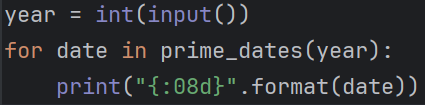 year = int(input())
for date in prime_dates(year):
    print("{:08d}".format(date))